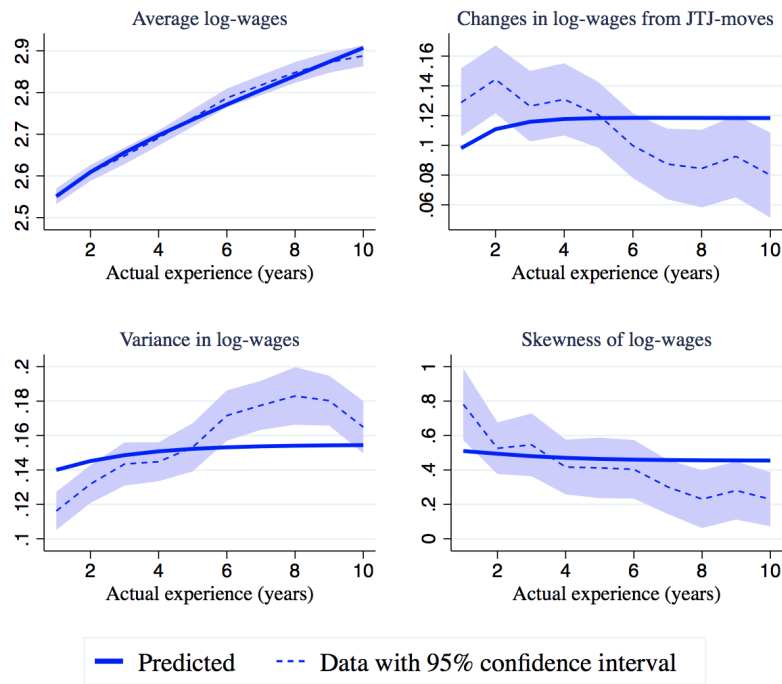 Average log-wages
2.5 2.6 2.7 2.8 2.9
2 4 6 8 10
Actual experience (years)
Changes in log-wages from JTJ-moves
.06 .08 .1 .12 .14 .16
2 4 6 8 10
Actual experience (years)
Variance in log-wages
.1 .12 .14 .16 .18 .2
2 4 6 8 10
Actual experience (years)
Skewness of log-wages
0 .2 .4 .6 .8 1
2 4 6 8 10
Actual experience (years)
Predicted Data with 95% confidence interval